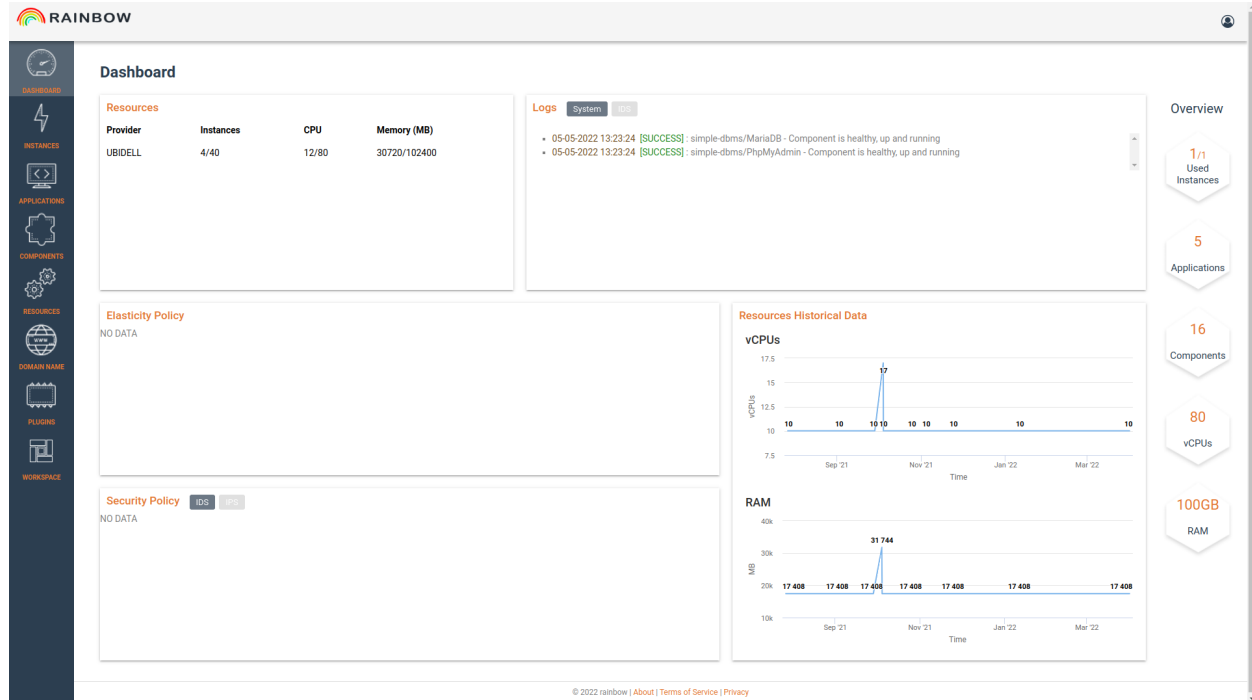 RAINBOW
DASHBOARD
INSTANCES
APPLICATIONS
COMPONENTS
RESOURCES
DOMAIN NAME
WWW
PLUGINS
WORKSPACE
Dashboard
Resources
Provider Instances CPU Memory (MB)
UBIDELL 4/40 12/80 30720/102400
Logs System IDS
05-05-2022 13:23:24 [SUCCESS] : simple-dbms/MariaDB - Component is healthy, up and running
05-05-2022 13:23:24 [SUCCESS] : simple-dbms/PhpMyAdmin - Component is healthy, up and running
Overview
1/1
Used
Instances
5
Applications
16
Components
80
vCPUs
100GB
RAM
Elasticity Policy
NO DATA
Security Policy IDS IPS
NO DATA
Resources Historical Data
vCPUs
17.5
17
15
12.5
vCPUs
10 10 10 10 10 10 10 10 10 10
7.5
Sep '21 Nov '21 Jan '22 Mar '22
Time
RAM
40k
31 744
30k
MB
20k 17 408 17 408 17 408 17 408 17 408 17 408 17 408
10k
Sep '21 Nov '21 Jan '22 Mar '22
Time
© 2022 rainbow | About | Terms of Service | Privacy